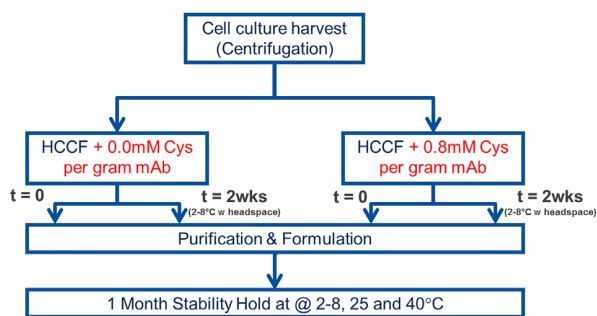 Cell culture harvest
(Centrifugation)
HCCF + 0.0mM Cys
per gram mAb
HCCF + 0.8mM Cys
per gram mAb
t = 0
t = 2wks
(2-8°C w headspace)
t = 0
t = 2wks
(2-8°C w headspace)
Purification & Formulation
1 Month Stability Hold at @ 2-8, 25 and 40°C